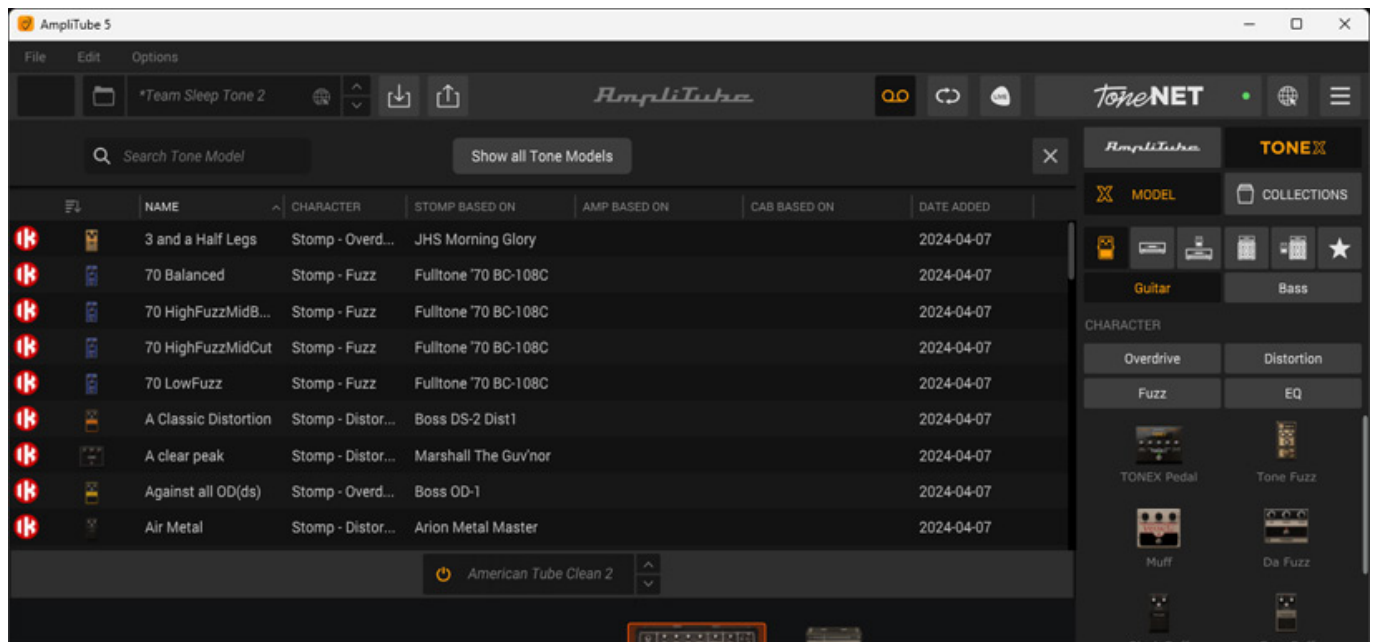 AmpliTube 5
File Edit Options
*Team Sleep Tone 2 AmpliTube LIVE ToneNET
Search Tone Model Show all Tone Models AmpliTube TONEX
X MODEL COLLECTIONS
NAME CHARACTER STOMP BASED ON AMP BASED ON CAB BASED ON DATE ADDED
3 and a Half Legs Stomp - Overd... JHS Morning Glory 2024-04-07
70 Balanced Stomp - Fuzz Fulltone '70 BC-108C 2024-04-07
Guitar Bass
70 HighFuzzMidB... Stomp - Fuzz Fulltone '70 BC-108C 2024-04-07
CHARACTER
70 HighFuzzMidCut Stomp - Fuzz Fulltone '70 BC-108C 2024-04-07
Overdrive Distortion
70 LowFuzz Stomp - Fuzz Fulltone '70 BC-108C 2024-04-07
Fuzz EQ
A Classic Distortion Stomp - Distor... Boss DS-2 Dist1 2024-04-07
A clear peak Stomp - Distor... Marshall The Guv'nor 2024-04-07
TONEX Pedal Tone Fuzz
Against all OD(ds) Stomp - Overd... Boss OD-1 2024-04-07
Air Metal Stomp - Distor... Arion Metal Master 2024-04-07
Muff Da Fuzz
American Tube Clean 2